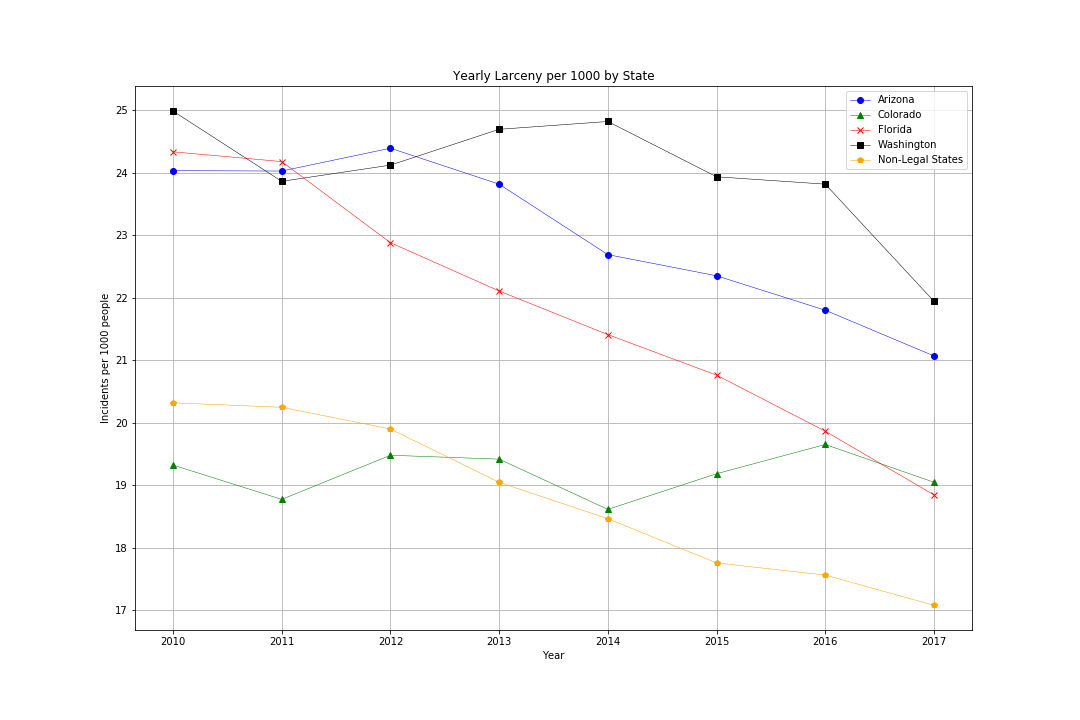 Yearly Larceny per 1000 by State
Arizona
Colorado
Florida
Washington
Non-Legal States
Incidents per 1000 people
25
24
23
22
21
20
19
18
17
2010 2011 2012 2013 2014 2015 2016 2017
Year